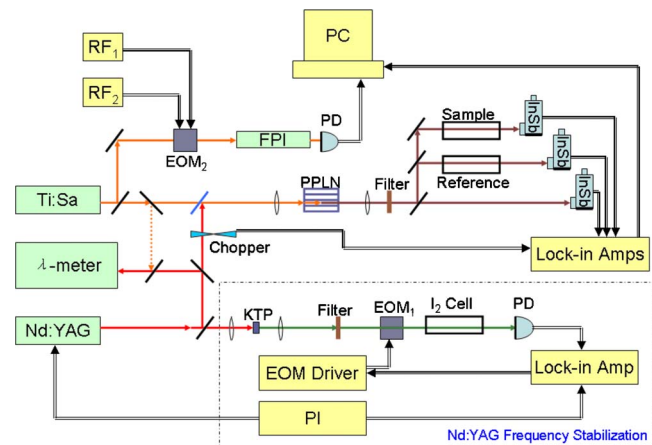 RF1
RF2
PC
EOM2
FPI
PD
Sample
InSb
Reference
InSb
InSb
Ti:Sa
PPLN
Filter
Chopper
λ-meter
Lock-in Amps
Nd:YAG
KTP
Filter
EOM1
I2 Cell
PD
EOM Driver
Lock-in Amp
PI
Nd:YAG Frequency Stabilization